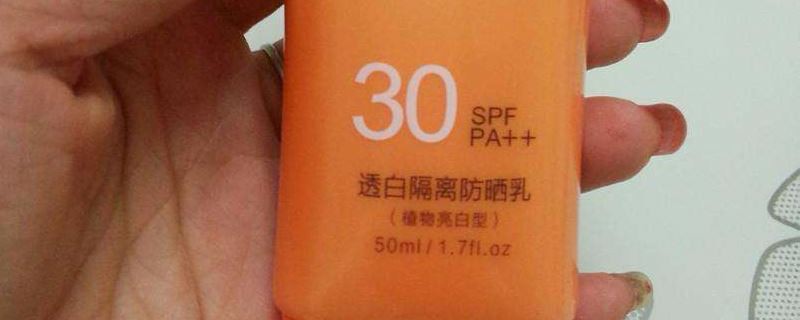 30 SPF
PA++
透白隔离防晒乳
(植物亮白型)
50ml/1.7fl.oz